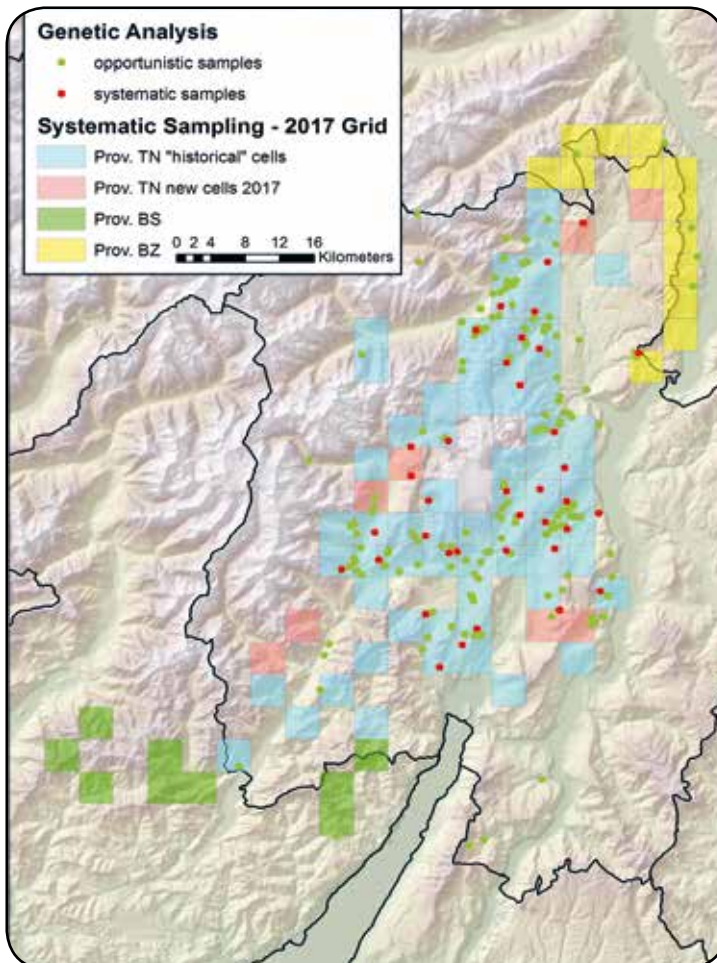 Genetic Analysis
opportunistic samples
systematic samples
Systematic Sampling - 2017 Grid
Prov. TN "historical" cells
Prov. TN new cells 2017
Prov. BS
Prov. BZ
0 2 4 8 12 16
Kilometers